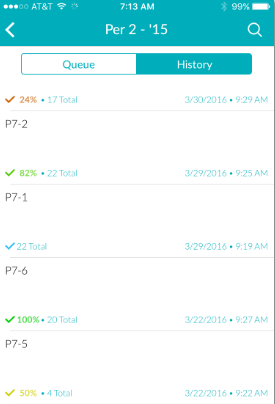 AT&T 7:13 AM 99%
Per 2 - '15
Queue History
24% • 17 Total 3/30/2016 • 9:29 AM
P7-2
82% • 22 Total 3/29/2016 • 9:25 AM
P7-1
22 Total 3/29/2016 • 9:19 AM
P7-6
100% • 20 Total 3/22/2016 • 9:27 AM
P7-5
50% • 4 Total 3/22/2016 • 9:22 AM